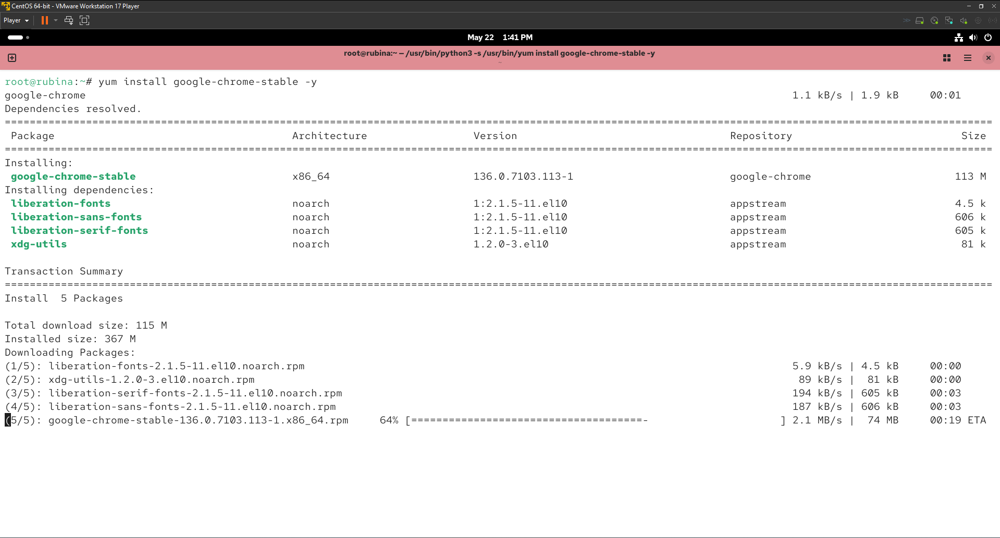 CentOS 64-bit - VMware Workstation 17 Player
Player
May 22 1:41 PM
root@rubina:~ — /usr/bin/python3 -s /usr/bin/yum install google-chrome-stable -y
~
root@rubina:~# yum install google-chrome-stable -y
google-chrome 1.1 kB/s | 1.9 kB 00:01
Dependencies resolved.
==============================================================================================================================================================
Package Architecture Version Repository Size
==============================================================================================================================================================
Installing:
google-chrome-stable x86_64 136.0.7103.113-1 google-chrome 113 M
Installing dependencies:
liberation-fonts noarch 1:2.1.5-11.el10 appstream 4.5 k
liberation-sans-fonts noarch 1:2.1.5-11.el10 appstream 606 k
liberation-serif-fonts noarch 1:2.1.5-11.el10 appstream 605 k
xdg-utils noarch 1.2.0-3.el10 appstream 81 k
Transaction Summary
==============================================================================================================================================================
Install 5 Packages
Total download size: 115 M
Installed size: 367 M
Downloading Packages:
(1/5): liberation-fonts-2.1.5-11.el10.noarch.rpm 5.9 kB/s | 4.5 kB 00:00
(2/5): xdg-utils-1.2.0-3.el10.noarch.rpm 89 kB/s | 81 kB 00:00
(3/5): liberation-serif-fonts-2.1.5-11.el10.noarch.rpm 194 kB/s | 605 kB 00:03
(4/5): liberation-sans-fonts-2.1.5-11.el10.noarch.rpm 187 kB/s | 606 kB 00:03
(5/5): google-chrome-stable-136.0.7103.113-1.x86_64.rpm 64% [=====================================- ] 2.1 MB/s | 74 MB 00:19 ETA